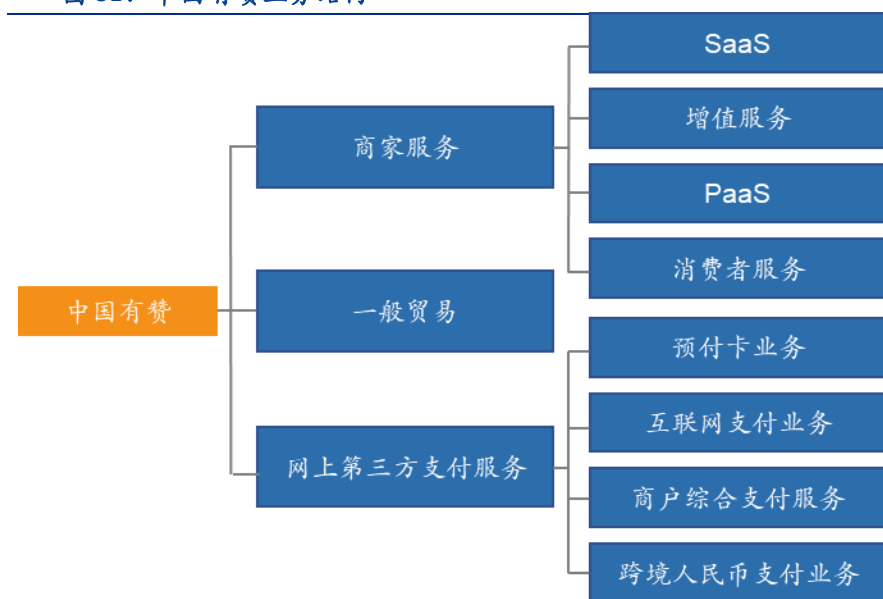 SaaS
增值服务
商家服务
PaaS
消费者服务
中国有赞
一般贸易
预付卡业务
互联网支付业务
网上第三方支付服务
商户综合支付服务
跨境人民币支付业务